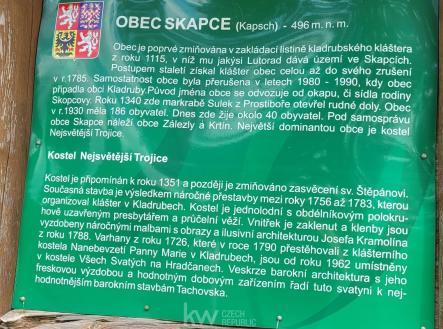 OBEC SKAPCE (Kapsch) - 496 m. n. m.
Obec je poprvé zmiňována v zakládací listině kladrubského kláštera
z roku 1115, v níž mu jakýsi Lutorad dává území ve Skapcích.
Postupem staletí získal klášter obec celou až do svého zrušení
v r.1785. Samostatnost obce byla přerušena v letech 1980 - 1990, kdy obec
připadla obci Kladruby.Původ jména obce se odvozuje od okapu, či sídla rodiny
Skopcovy. Roku 1340 zde markrabě Sulek z Prostiboře otevřel rudné doly. Obec
v r.1930 měla 186 obyvatel. Dnes zde žije okolo 40 obyvatel. Pod samosprávu
obce Skapce náleží obce Zálezly a Krtín. Největší dominantou obce je kostel
Nejsvětější Trojice.
Kostel Nejsvětější Trojice
Kostel je připomínán k roku 1351 a později je zmiňováno zasvěcení sv. Štěpánovi.
Současná stavba je výsledkem náročné přestavby mezi roky 1756 až 1783, kterou
organizoval klášter v Kladrubech. Kostel je jednolodní s obdélníkovým polokru-
hově uzavřeným presbytářem a průčelní věží. Vnitřek je zaklenut a klenby jsou
vyzdobeny náročnými malbami s obrazy a ilusivní architekturou Josefa Kramolína
z roku 1788. Varhany z roku 1726, které v roce 1790 přestěhovali z klášterního
kostela Nanebevzetí Panny Marie v Kladrubech, jsou od roku 1962 umístněny
v kostele Všech Svatých na Hradčanech. Veskrze barokní architektura s jeho
freskovou výzdobou a hodnotným dobovým zařízením řadí tuto svatyni k nej-
hodnotnějším barokním stavbám Tachovska.
kw CZECH
REPUBLIC